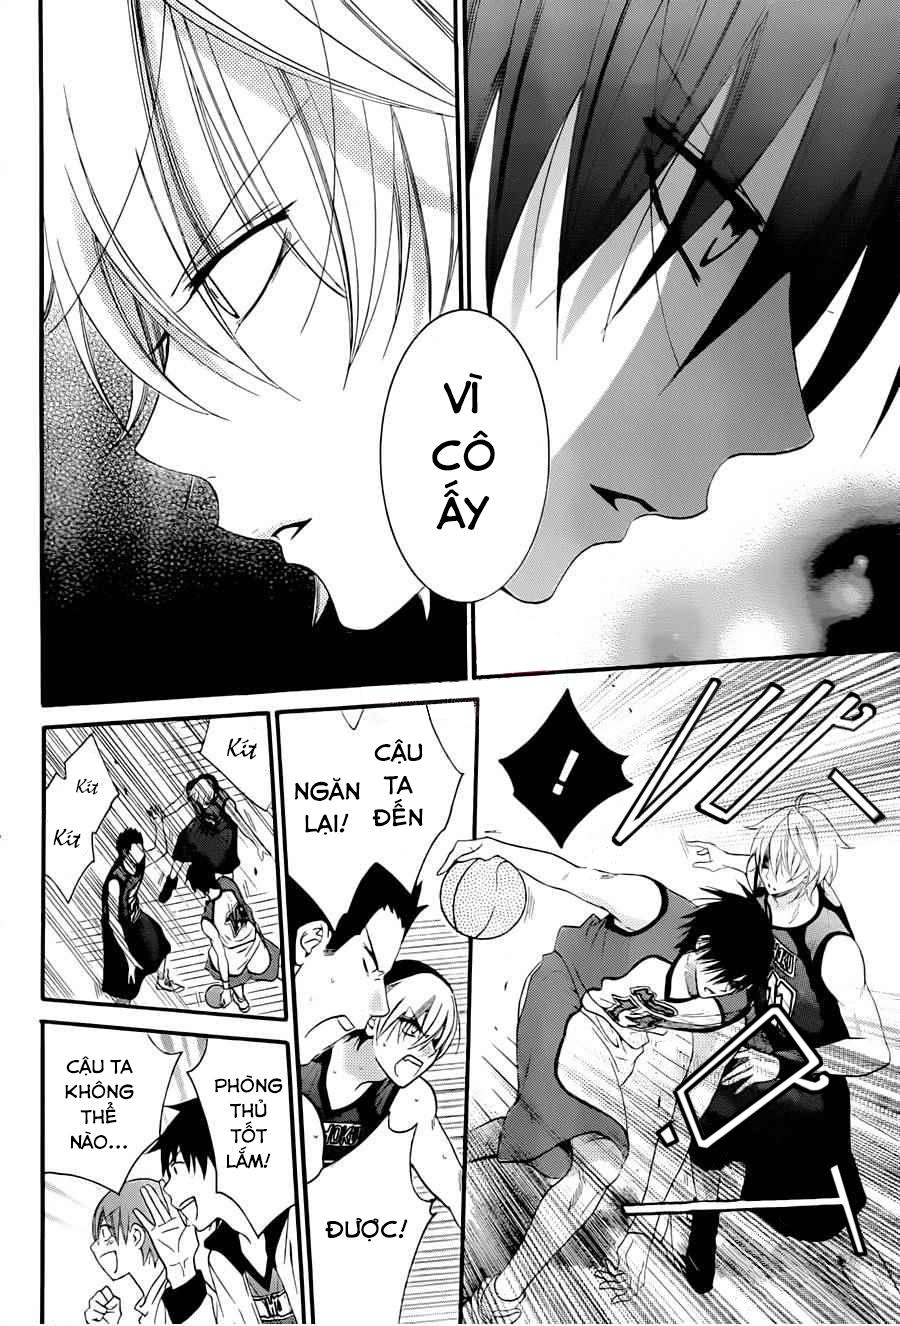 VÌ
CÔ
ẤY
!
CẬU
TA
ĐẾN
NGĂN
LẠI!
ĐƯỢC!
Kít
Kít
Kít
PHÒNG
THỦ
TỐT
LẮM!
CẬU TA
KHÔNG
THỂ
NÀO...